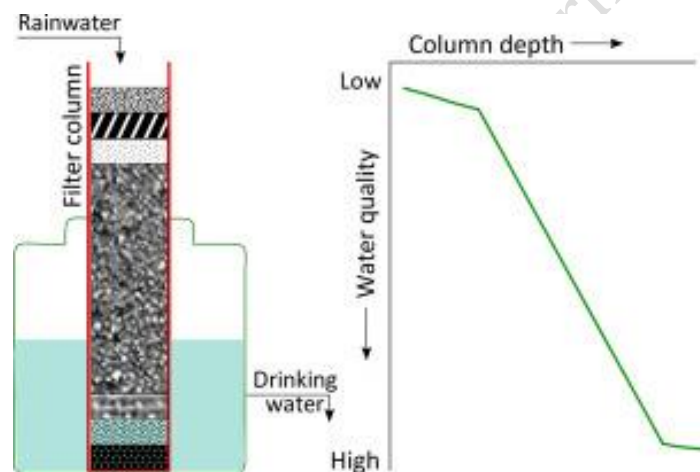 Rainwater
Filter column
Drinking
water
Column depth
Low
Water quality
High